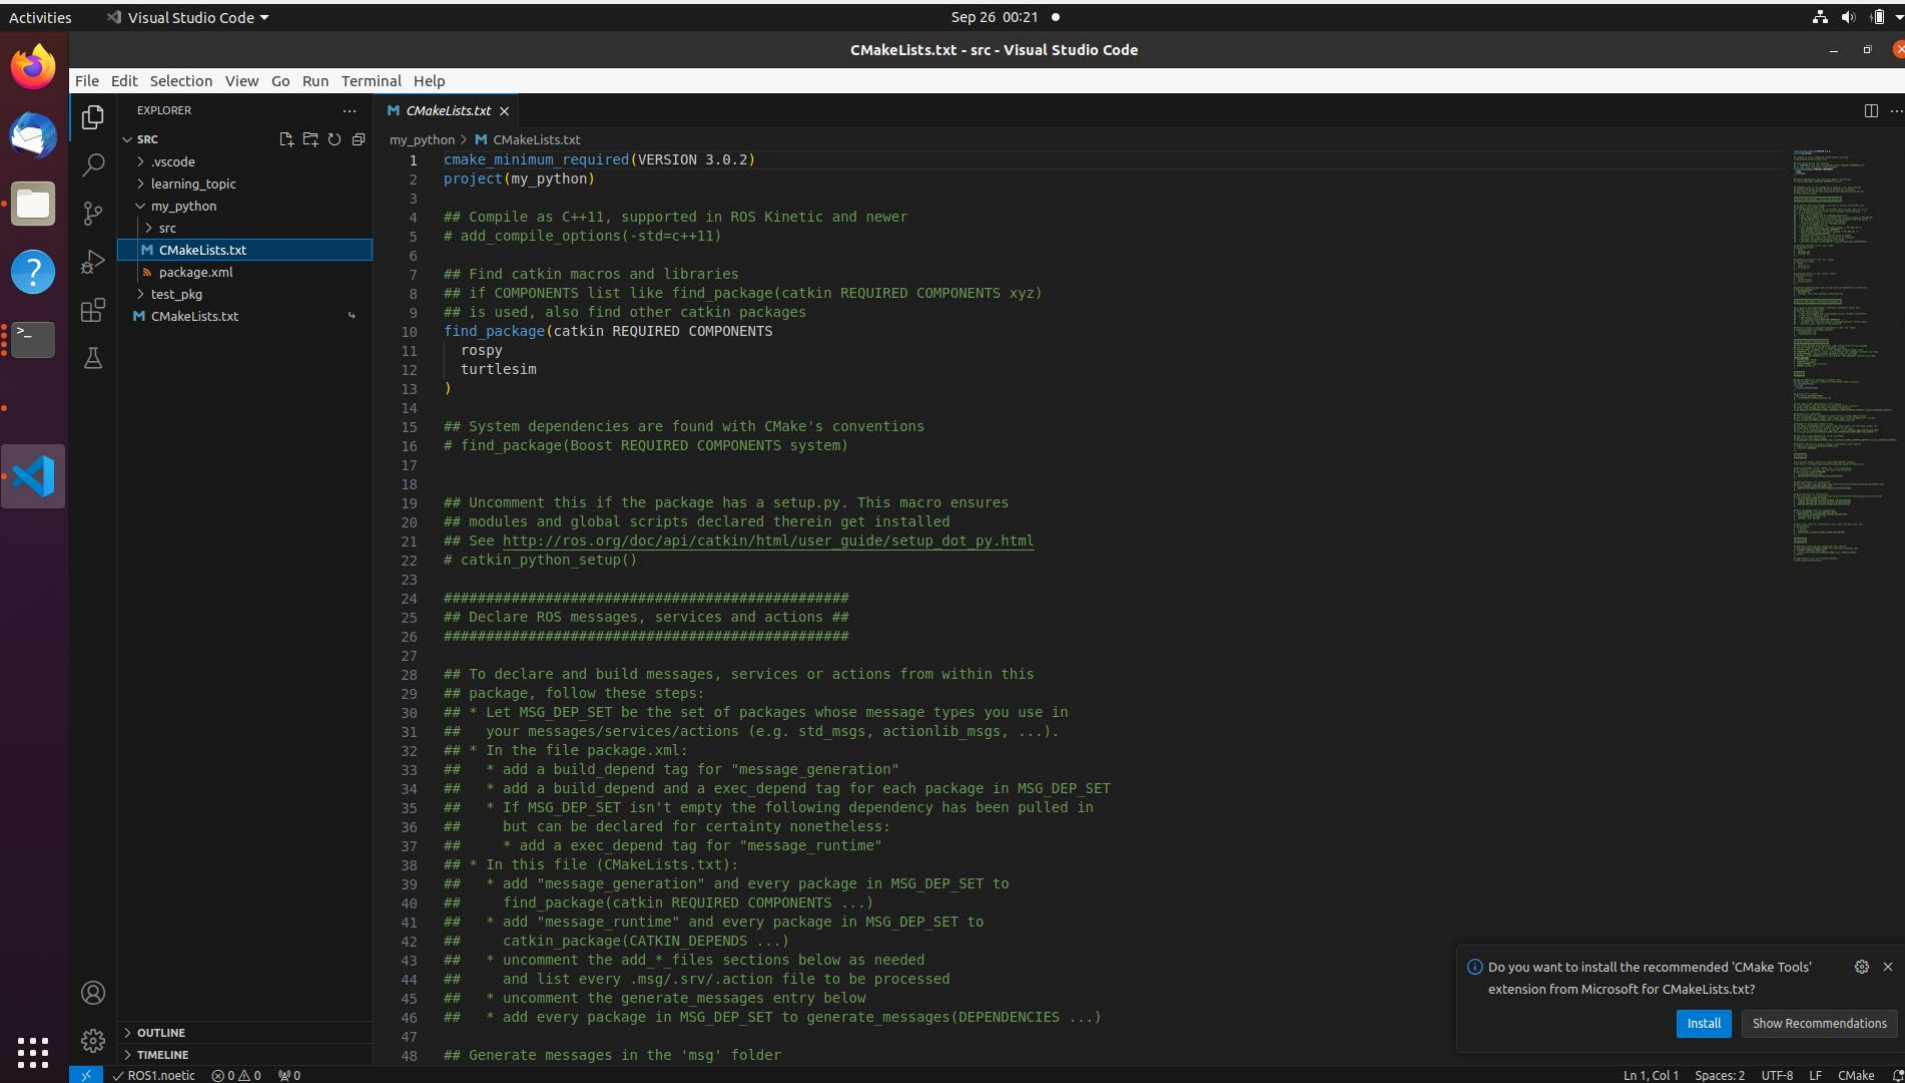 Activities
Visual Studio Code
Sep 26 00:21
CMakeLists.txt - src - Visual Studio Code
File Edit Selection View Go Run Terminal Help
EXPLORER
SRC
.vscode
learning_topic
my_python
src
CMakeLists.txt
package.xml
test_pkg
CMakeLists.txt
OUTLINE
TIMELINE
CMakeLists.txt
my_python > CMakeLists.txt
1 cmake_minimum_required(VERSION 3.0.2)
2 project(my_python)
3
4 ## Compile as C++11, supported in ROS Kinetic and newer
5 # add_compile_options(-std=c++11)
6
7 ## Find catkin macros and libraries
8 ## if COMPONENTS list like find_package(catkin REQUIRED COMPONENTS xyz)
9 ## is used, also find other catkin packages
10 find_package(catkin REQUIRED COMPONENTS
11 rospy
12 turtlesim
13 )
14
15 ## System dependencies are found with CMake's conventions
16 # find_package(Boost REQUIRED COMPONENTS system)
17
18
19 ## Uncomment this if the package has a setup.py. This macro ensures
20 ## modules and global scripts declared therein get installed
21 ## See http://ros.org/doc/api/catkin/html/user_guide/setup_dot_py.html
22 # catkin_python_setup()
23
24 ################################################
25 ## Declare ROS messages, services and actions ##
26 ################################################
27
28 ## To declare and build messages, services or actions from within this
29 ## package, follow these steps:
30 ## * Let MSG_DEP_SET be the set of packages whose message types you use in
31 ## your messages/services/actions (e.g. std_msgs, actionlib_msgs, ...).
32 ## * In the file package.xml:
33 ## * add a build_depend tag for "message_generation"
34 ## * add a build_depend and a exec_depend tag for each package in MSG_DEP_SET
35 ## * If MSG_DEP_SET isn't empty the following dependency has been pulled in
36 ## but can be declared for certainty nonetheless:
37 ## * add a exec_depend tag for "message_runtime"
38 ## * In this file (CMakeLists.txt):
39 ## * add "message_generation" and every package in MSG_DEP_SET to
40 ## find_package(catkin REQUIRED COMPONENTS ...)
41 ## * add "message_runtime" and every package in MSG_DEP_SET to
42 ## catkin_package(CATKIN_DEPENDS ...)
43 ## * uncomment the add_*_files sections below as needed
44 ## and list every .msg/.srv/.action file to be processed
45 ## * uncomment the generate_messages entry below
46 ## * add every package in MSG_DEP_SET to generate_messages(DEPENDENCIES ...)
47
48 ## Generate messages in the 'msg' folder
Do you want to install the recommended 'CMake Tools'
extension from Microsoft for CMakeLists.txt?
Install
Show Recommendations
ROS1.noetic 0 0 0
Ln 1, Col 1 Spaces: 2 UTF-8 LF CMake